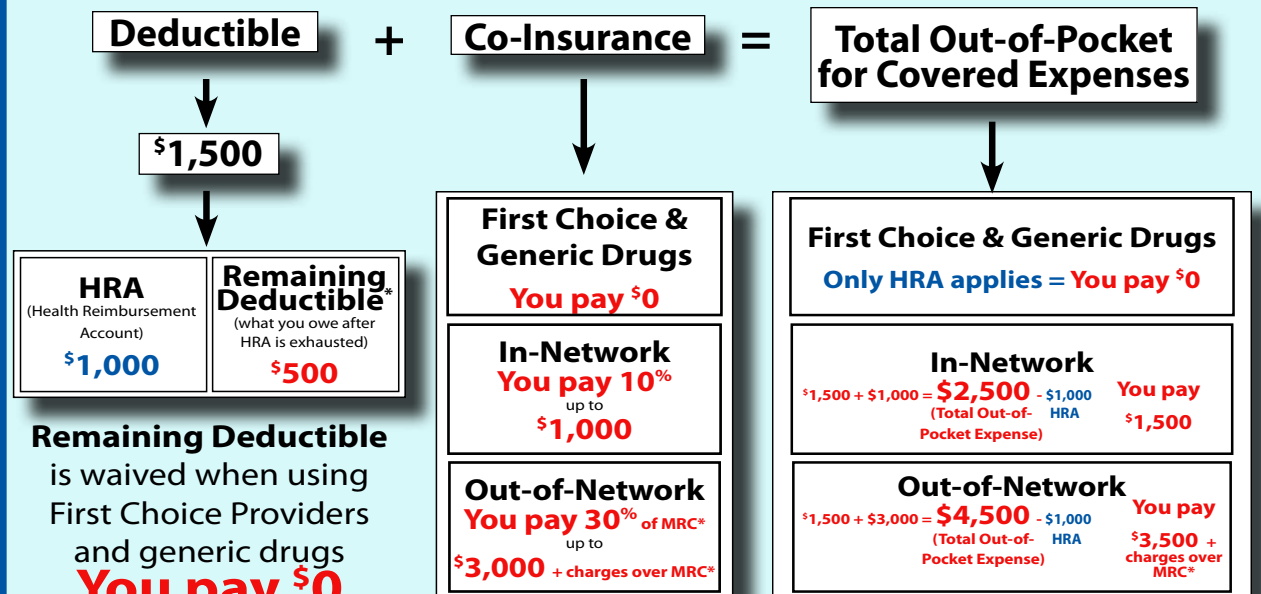 Deductible + Co-Insurance = Total Out-of-Pocket
for Covered Expenses
$1,500
HRA
(Health Reimbursement
Account)
$1,000
Remaining
Deductible*
(what you owe after
HRA is exhausted)
$500
Remaining Deductible
is waived when using
First Choice Providers
and generic drugs
You pay $0
First Choice &
Generic Drugs
You pay $0
In-Network
You pay 10%
up to
$1,000
Out-of-Network
You pay 30% of MRC*
up to
$3,000 + charges over MRC*
First Choice & Generic Drugs
Only HRA applies = You pay $0
In-Network
$1,500 + $1,000 = $2,500 - $1,000
(Total Out-of- HRA
Pocket Expense)
You pay
$1,500
Out-of-Network
$1,500 + $3,000 = $4,500 - $1,000
(Total Out-of- HRA
Pocket Expense)
You pay
$3,500 +
charges over
MRC*